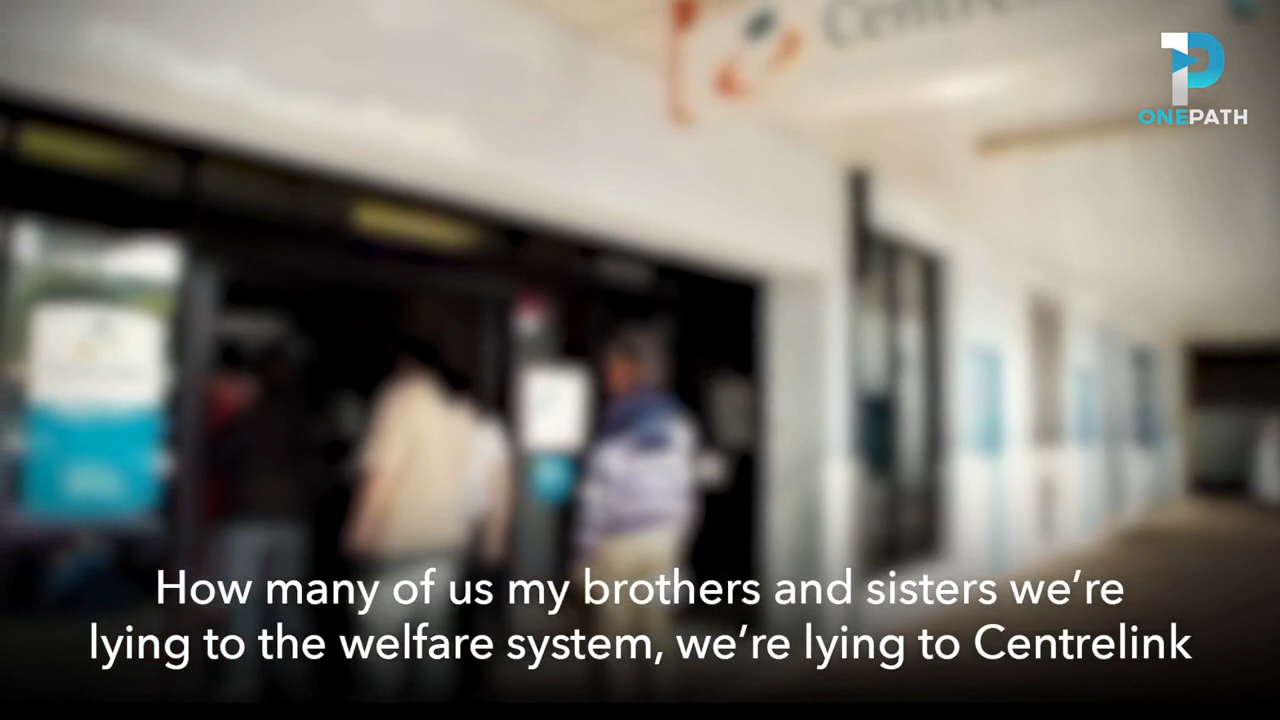 Centrelink
ONEPATH
How many of us my brothers and sisters we're
lying to the welfare system, we're lying to Centrelink